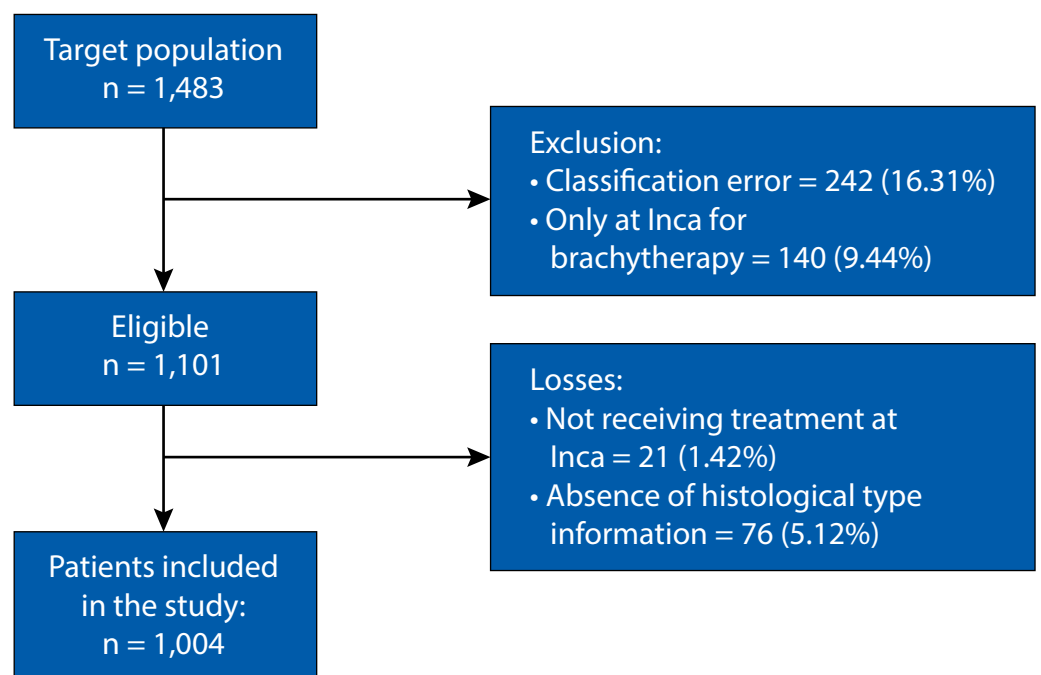 Target population
n = 1,483
Exclusion:
• Classification error = 242 (16.31%)
• Only at Inca for
brachytherapy = 140 (9.44%)
Eligible
n = 1,101
Losses:
• Not receiving treatment at
Inca = 21 (1.42%)
• Absence of histological type
information = 76 (5.12%)
Patients included
in the study:
n = 1,004